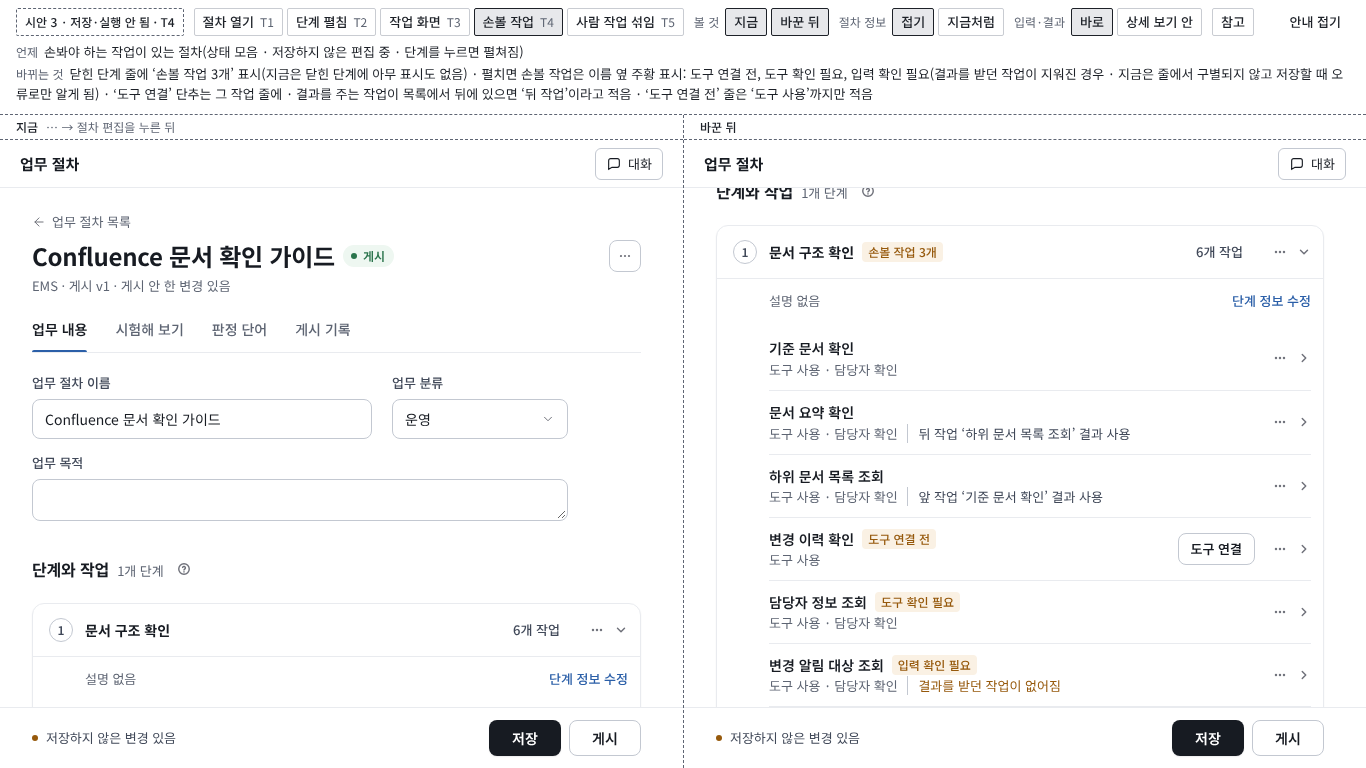 시안 3 · 저장·실행 안 됨 · T4
절차 열기 T1
단계 펼침 T2
작업 화면 T3
손볼 작업 T4
사람 작업 섞임 T5
볼 것
지금
바꾼 뒤
절차 정보
접기
지금처럼
입력·결과
바로
상세 보기 안
참고
안내 접기
언제 손봐야 하는 작업이 있는 절차(상태 모음 · 저장하지 않은 편집 중 · 단계를 누르면 펼쳐짐)
바뀌는 것 닫힌 단계 줄에 ‘손볼 작업 3개’ 표시(지금은 닫힌 단계에 아무 표시도 없음) · 펼치면 손볼 작업은 이름 옆 주황 표시: 도구 연결 전, 도구 확인 필요, 입력 확인 필요(결과를 받던 작업이 지워진 경우 · 지금은 줄에서 구별되지 않고 저장할 때 오
류로만 알게 됨) · ‘도구 연결’ 단추는 그 작업 줄에 · 결과를 주는 작업이 목록에서 뒤에 있으면 ‘뒤 작업’이라고 적음 · ‘도구 연결 전’ 줄은 ‘도구 사용’까지만 적음
지금 ··· → 절차 편집을 누른 뒤
업무 절차
대화
← 업무 절차 목록
Confluence 문서 확인 가이드
게시
EMS · 게시 v1 · 게시 안 한 변경 있음
업무 내용
시험해 보기
판정 단어
게시 기록
업무 절차 이름
업무 분류
Confluence 문서 확인 가이드
운영
업무 목적
단계와 작업 1개 단계
1 문서 구조 확인
6개 작업
설명 없음
단계 정보 수정
저장하지 않은 변경 있음
저장
게시
바꾼 뒤
업무 절차
대화
단계와 작업 1개 단계
1 문서 구조 확인 손볼 작업 3개
6개 작업
설명 없음
단계 정보 수정
기준 문서 확인
도구 사용 · 담당자 확인
문서 요약 확인
도구 사용 · 담당자 확인 뒤 작업 ‘하위 문서 목록 조회’ 결과 사용
하위 문서 목록 조회
도구 사용 · 담당자 확인 앞 작업 ‘기준 문서 확인’ 결과 사용
변경 이력 확인 도구 연결 전
도구 사용
도구 연결
담당자 정보 조회 도구 확인 필요
도구 사용 · 담당자 확인
변경 알림 대상 조회 입력 확인 필요
도구 사용 · 담당자 확인 결과를 받던 작업이 없어짐
저장하지 않은 변경 있음
저장
게시